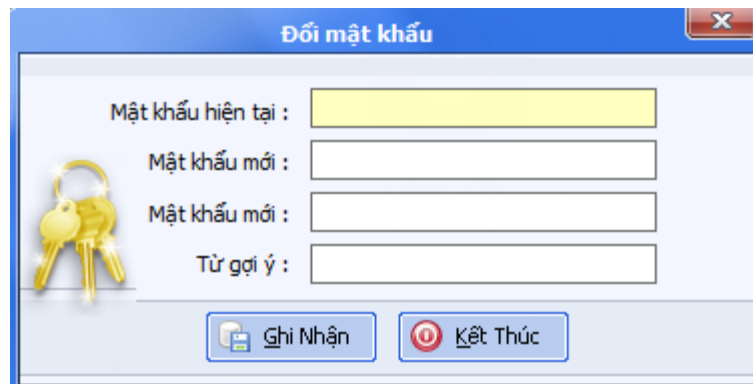 Đổi mật khẩu
Mật khẩu hiện tại :
Mật khẩu mới :
Mật khẩu mới :
Từ gợi ý :
Ghi Nhận Kết Thúc